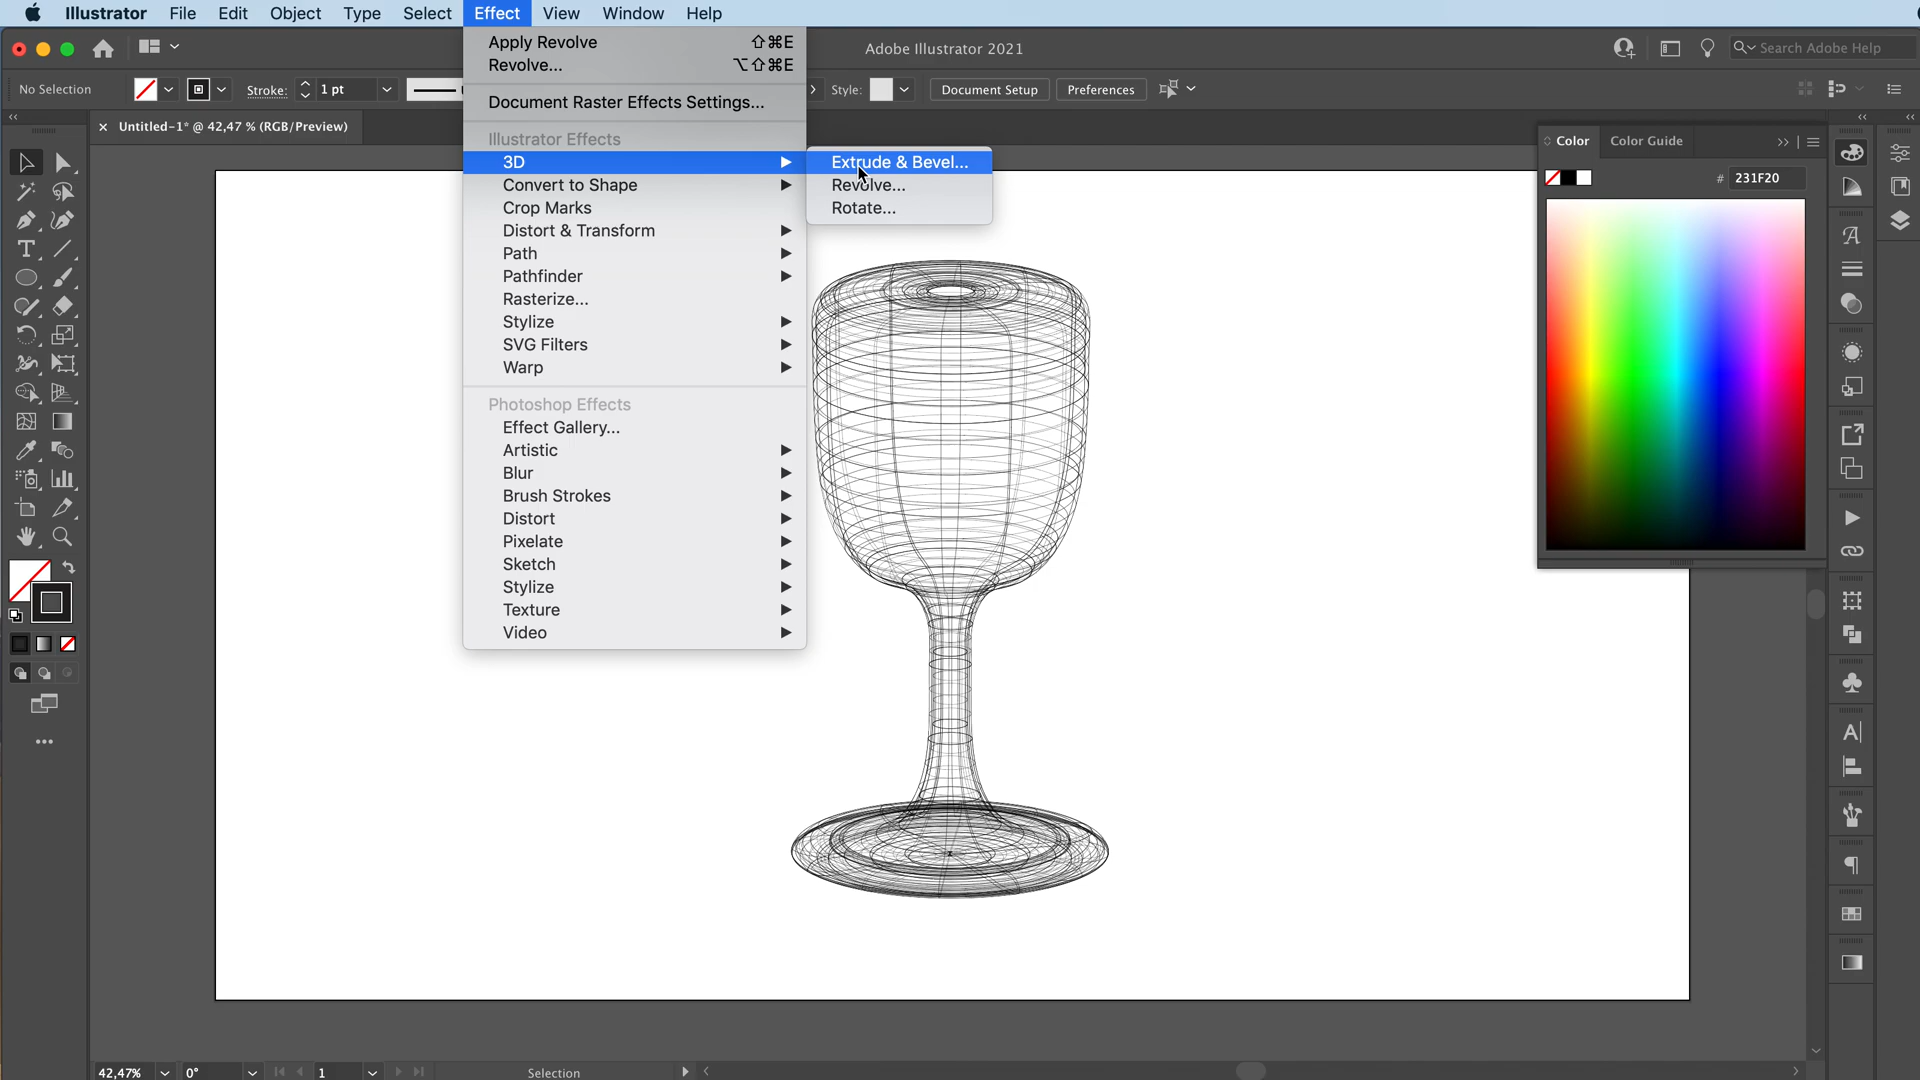 Illustrator File Edit Object Type Select Effect View Window Help
Adobe Illustrator 2021
Search Adobe Help
No Selection
Stroke:
1 pt
Style:
Document Setup
Preferences
× Untitled-1* @ 42,47 % (RGB/Preview)
Apply Revolve ⇧⌘E
Revolve... ⌥⇧⌘E
Document Raster Effects Settings...
Illustrator Effects
3D
Convert to Shape
Crop Marks
Distort & Transform
Path
Pathfinder
Rasterize...
Stylize
SVG Filters
Warp
Photoshop Effects
Effect Gallery...
Artistic
Blur
Brush Strokes
Distort
Pixelate
Sketch
Stylize
Texture
Video
Extrude & Bevel...
Revolve...
Rotate...
Color
Color Guide
# 231F20
42,47%
0°
1
Selection